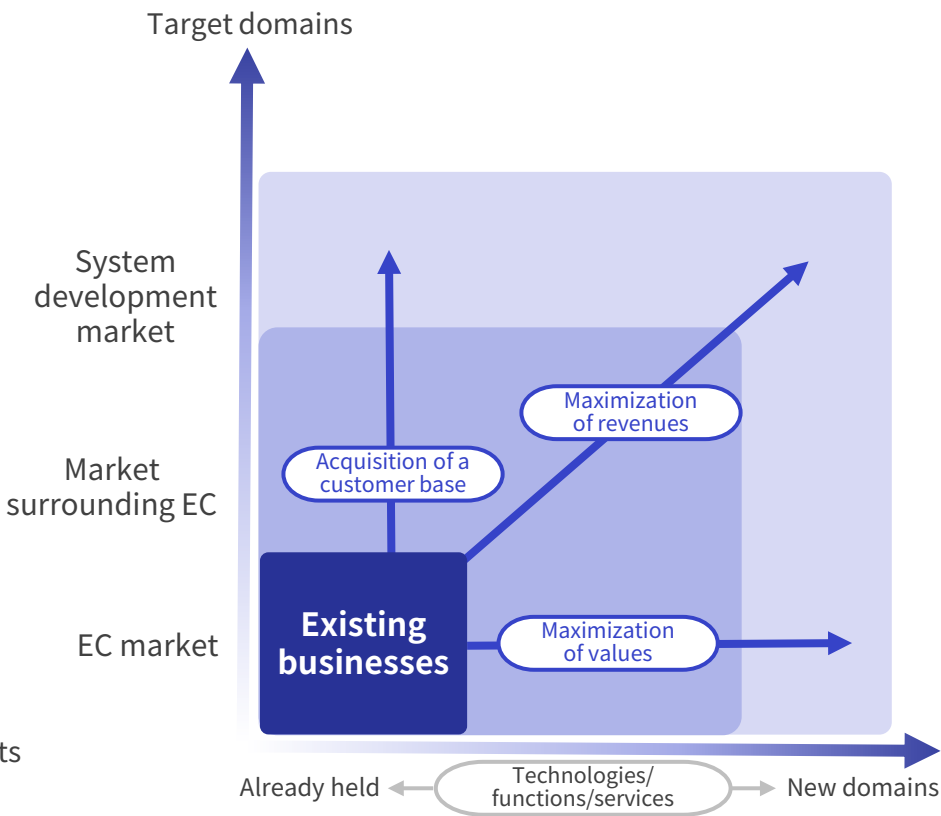 Target domains
System
development
market
Maximization
of revenues
Acquisition of a
customer base
Market
surrounding EC
Existing
businesses
EC market
Maximization
of values
ts
Already held
Technologies/
functions/services
New domains